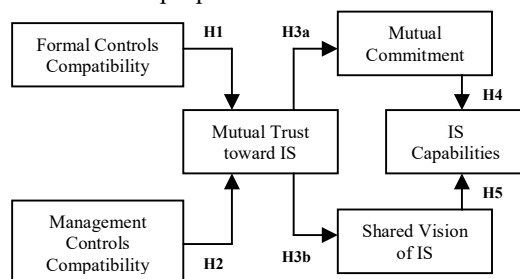 H1
H3a
Formal Controls
Compatibility
Mutual
Commitment
H4
Mutual Trust
toward IS
IS
Capabilities
H5
Management
Controls
Compatibility
H2
H3b
Shared Vision
of IS